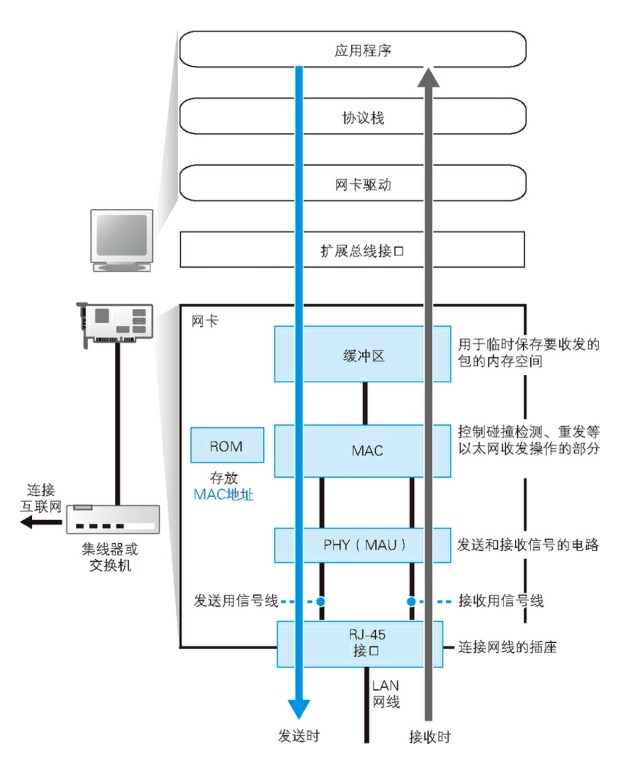 应用程序
协议栈
网卡驱动
扩展总线接口
网卡
缓冲区
用于临时保存要收发的
包的内存空间
ROM
存放
MAC地址
MAC
控制碰撞检测、重发等
以太网收发操作的部分
连接
互联网
集线器或
交换机
PHY（MAU）
发送和接收信号的电路
发送用信号线
接收用信号线
RJ-45
接口
连接网线的插座
LAN
网线
发送时
接收时